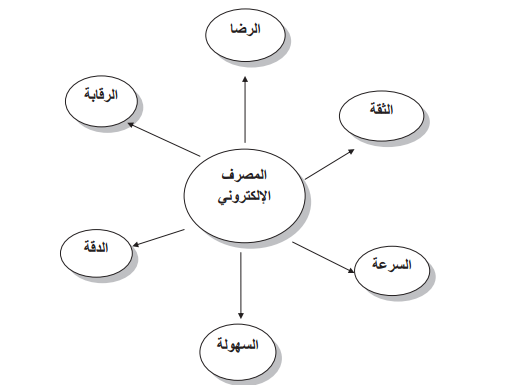 الرضا
الثقة
الرقابة
المصرف
الإلكتروني
السرعة
الدقة
السهولة